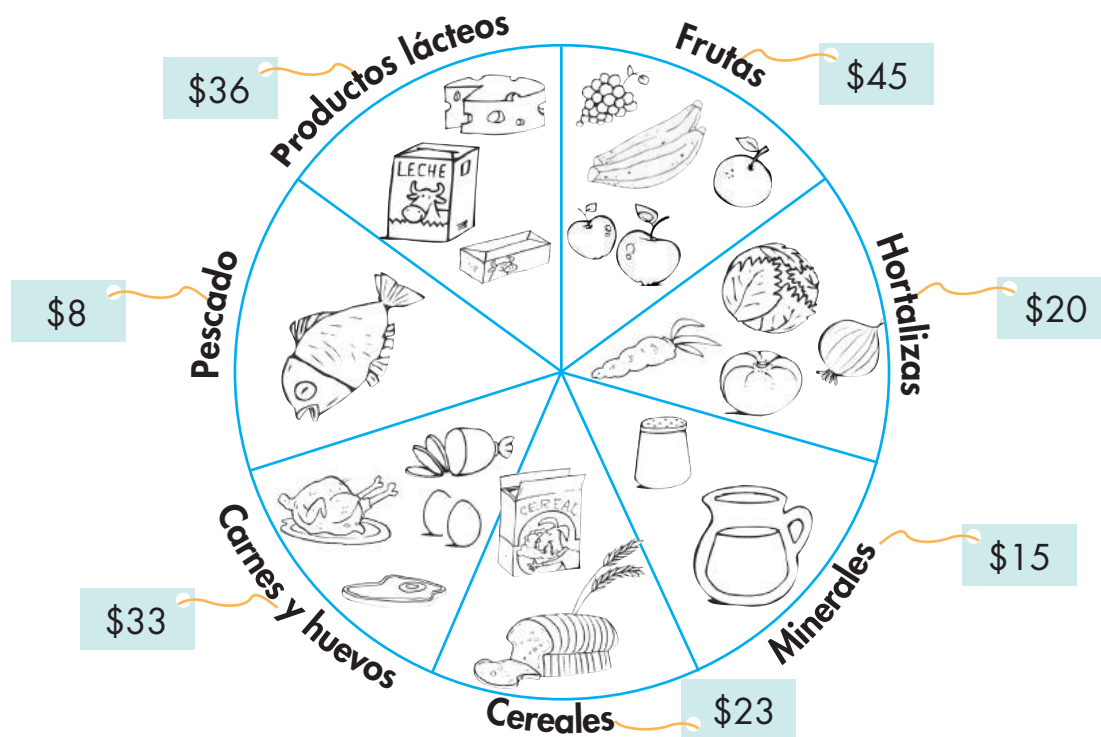 Productos lácteos
$36
Frutas
$45
LECHE
Pescado
$8
Hortalizas
$20
CEREAL
Carnes y huevos
$33
Minerales
$15
Cereales
$23